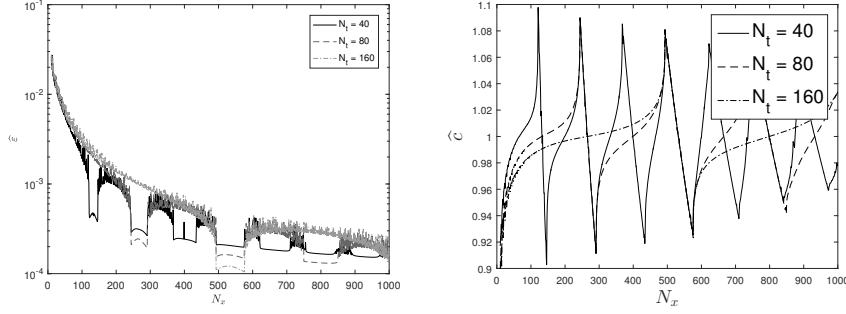 10^{-1}
10^{-2}
10^{-3}
10^{-4}
0 100 200 300 400 500 600 700 800 900 1000
N_x
N_t = 40
N_t = 80
N_t = 160
1.1
1.08
1.06
1.04
1.02
1
0.98
0.96
0.94
0.92
0.9
ĉ
0 100 200 300 400 500 600 700 800 900 1000
N_x
N_t = 40
N_t = 80
N_t = 160